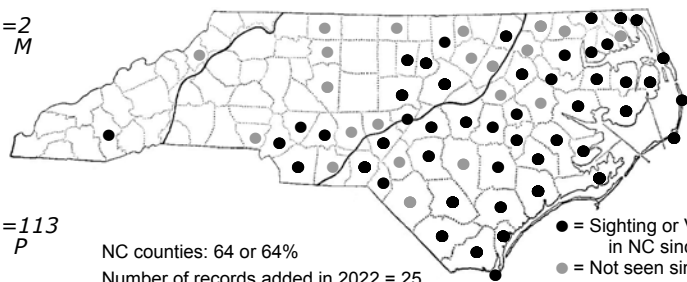 =2
M
=113
P
NC counties: 64 or 64%
Number of records added in 2022 = 25
● = Sighting or
in NC sinc
● = Not seen sin